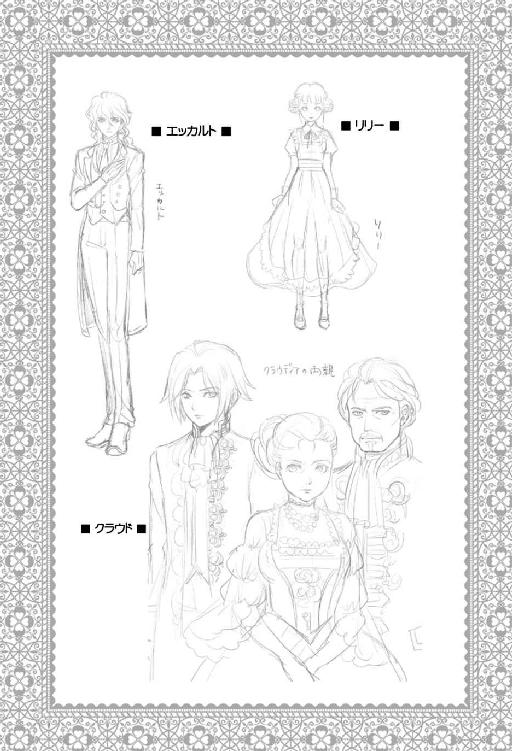 ■ エッカルト ■
エッカルト
■ リリー ■
リリー
クラウディアの両親
■ クラウド ■